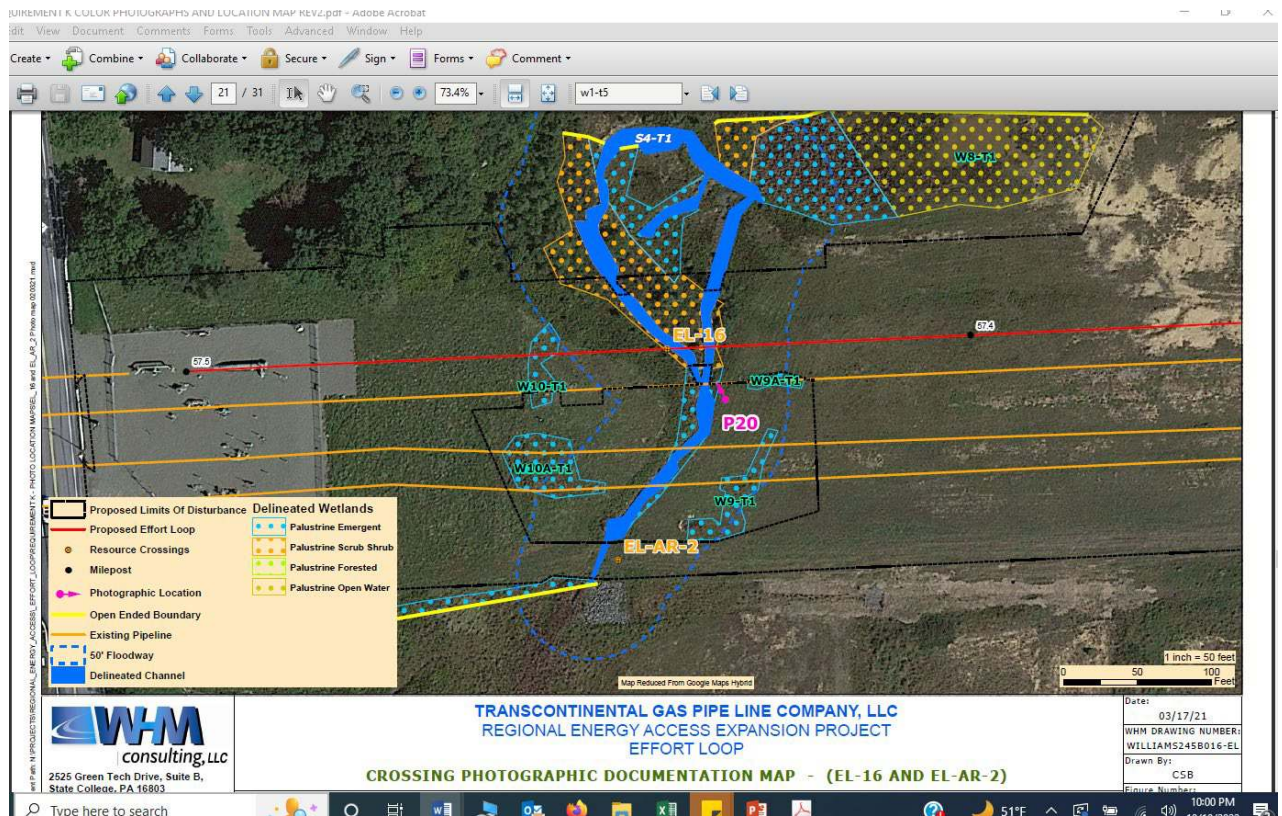 QUIREMENT K COLOR PHOTOGRAPHS AND LOCATION MAP REV2.pdf - Adobe Acrobat
dit View Document Comments Forms Tools Advanced Window Help
Create Combine Collaborate Secure Sign Forms Comment
21 / 31 73.4% w1-t5
S4-T1
W8-T1
EL-16
57.4
57.5
W10-T1
W9A-T1
P20
W10A-T1
W9-T1
EL-AR-2
Proposed Limits Of Disturbance
Proposed Effort Loop
Resource Crossings
Milepost
Photographic Location
Open Ended Boundary
Existing Pipeline
50' Floodway
Delineated Channel
Delineated Wetlands
Palustrine Emergent
Palustrine Scrub Shrub
Palustrine Forested
Palustrine Open Water
1 inch = 50 feet
0 50 100
Feet
Map Reduced From Google Maps Hybrid
WHM
consulting, LLC
2525 Green Tech Drive, Suite B,
State College, PA 16803
TRANSCONTINENTAL GAS PIPE LINE COMPANY, LLC
REGIONAL ENERGY ACCESS EXPANSION PROJECT
EFFORT LOOP
CROSSING PHOTOGRAPHIC DOCUMENTATION MAP - (EL-16 AND EL-AR-2)
Date:
03/17/21
WHM DRAWING NUMBER:
WILLIAMS245B016-EL
Drawn By:
CSB
Figure Number:
Type here to search
51°F
10:00 PM